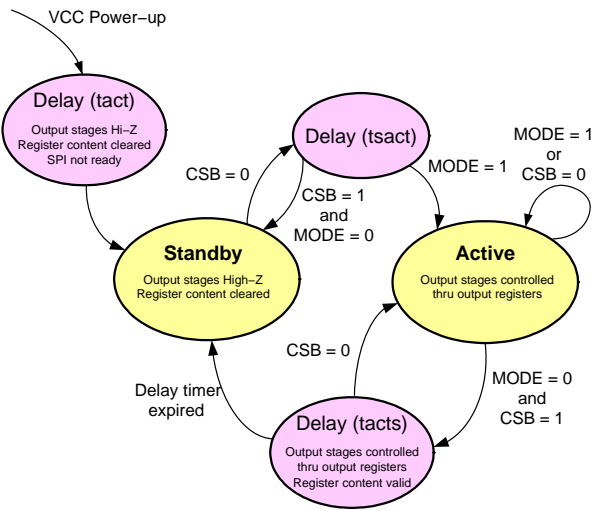 VCC Power-up
Delay (tact)
Output stages Hi−Z
Register content cleared
SPI not ready
Delay (tsact)
MODE = 1
or
CSB = 0
CSB = 0
MODE = 1
CSB = 1
and
MODE = 0
Standby
Output stages High−Z
Register content cleared
Active
Output stages controlled
thru output registers
CSB = 0
Delay timer
expired
MODE = 0
and
CSB = 1
Delay (tacts)
Output stages controlled
thru output registers
Register content valid